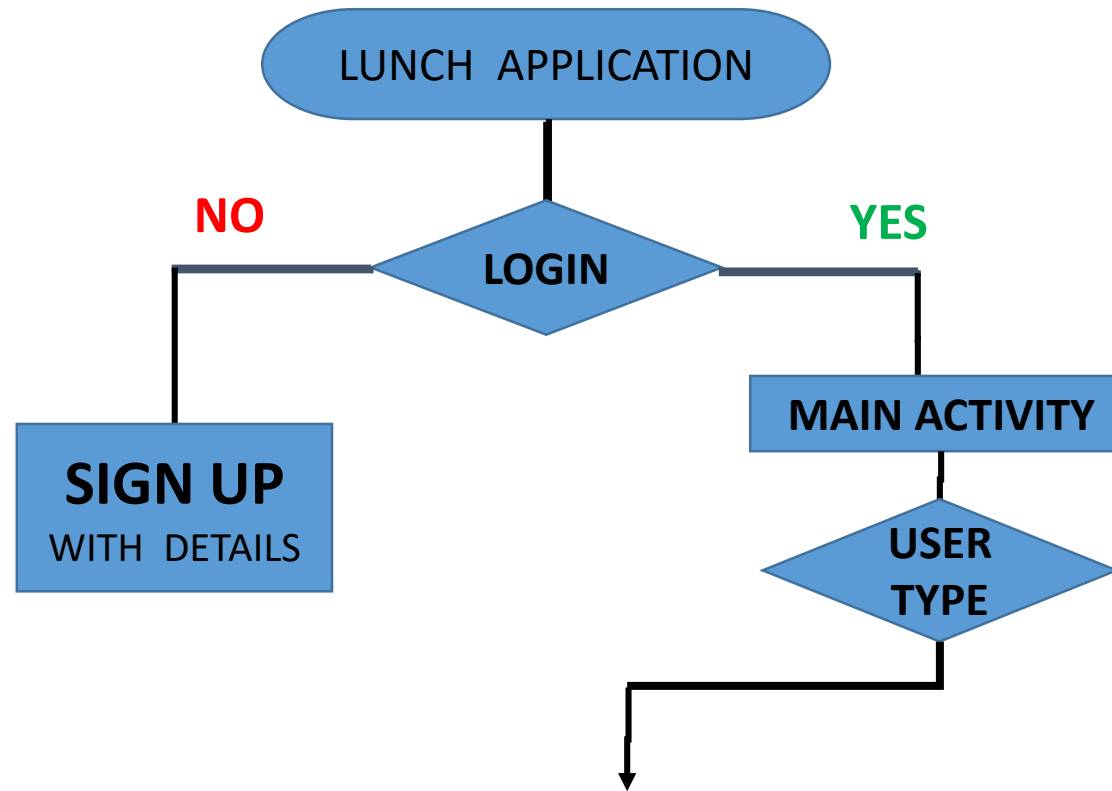 LUNCH APPLICATION
NO
YES
LOGIN
MAIN ACTIVITY
SIGN UP
WITH DETAILS
USER
TYPE